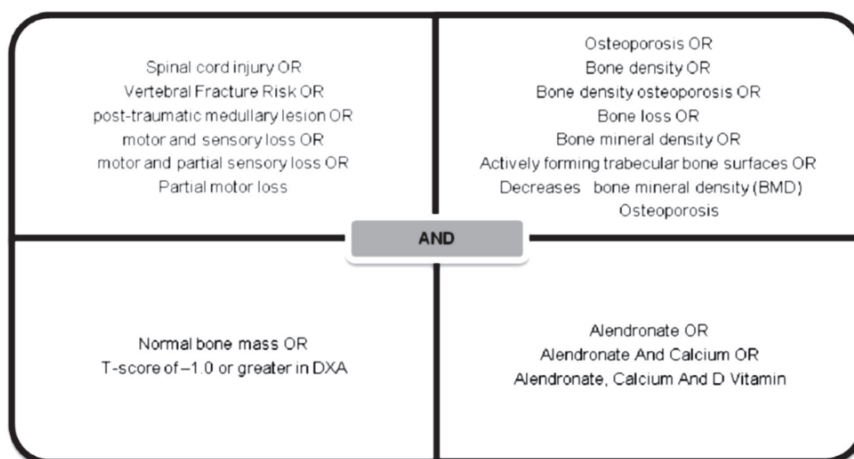 Spinal cord injury OR
Vertebral Fracture Risk OR
post-traumatic medullary lesion OR
motor and sensory loss OR
motor and partial sensory loss OR
Partial motor loss
Osteoporosis OR
Bone density OR
Bone density osteoporosis OR
Bone loss OR
Bone mineral density OR
Actively forming trabecular bone surfaces OR
Decreases bone mineral density (BMD)
Osteoporosis
AND
Normal bone mass OR
T-score of –1.0 or greater in DXA
Alendronate OR
Alendronate And Calcium OR
Alendronate, Calcium And D Vitamin